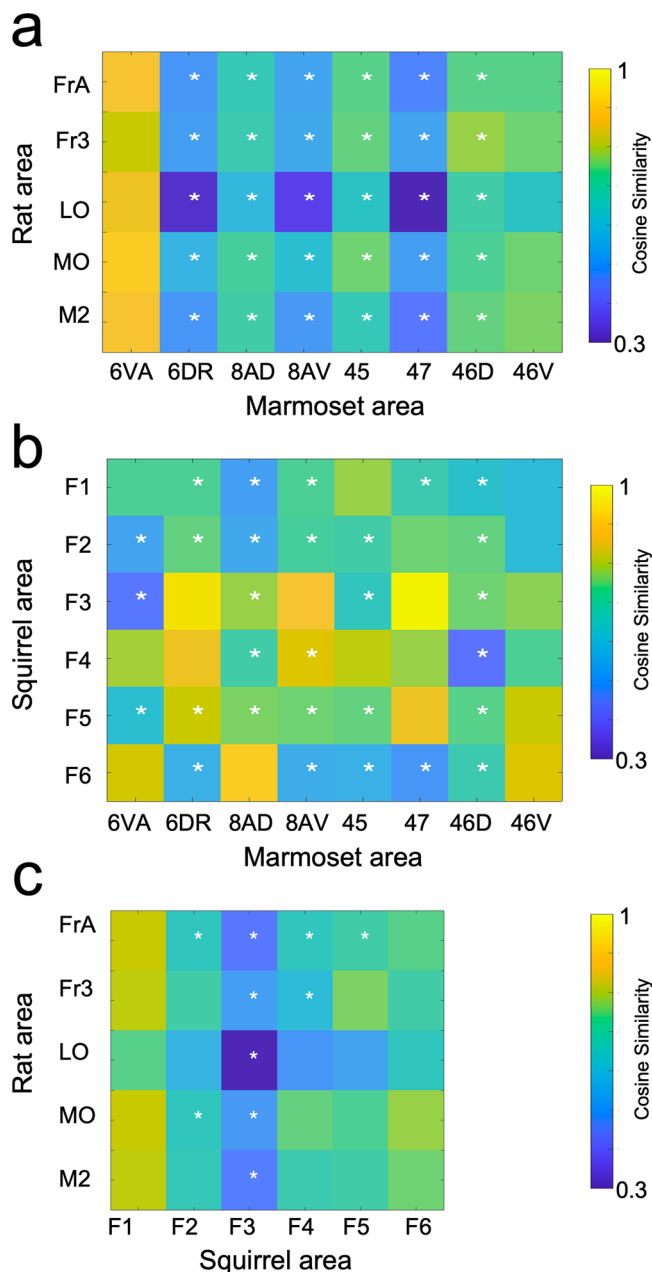 a
FrA
Fr3
LO
MO
M2
Rat area
* * * * * *
* * * * * *
* * * * * *
* * * * * *
* * * * * *
6VA 6DR 8AD 8AV 45 47 46D 46V
Marmoset area
1
Cosine Similarity
0.3
b
F1
F2
F3
F4
F5
F6
Squirrel area
* * * * *
* * * * * *
* * * *
* * *
* * * * * *
* * * * *
6VA 6DR 8AD 8AV 45 47 46D 46V
Marmoset area
1
Cosine Similarity
0.3
c
FrA
Fr3
LO
MO
M2
Rat area
* * * *
* *
*
* *
*
F1 F2 F3 F4 F5 F6
Squirrel area
1
Cosine Similarity
0.3